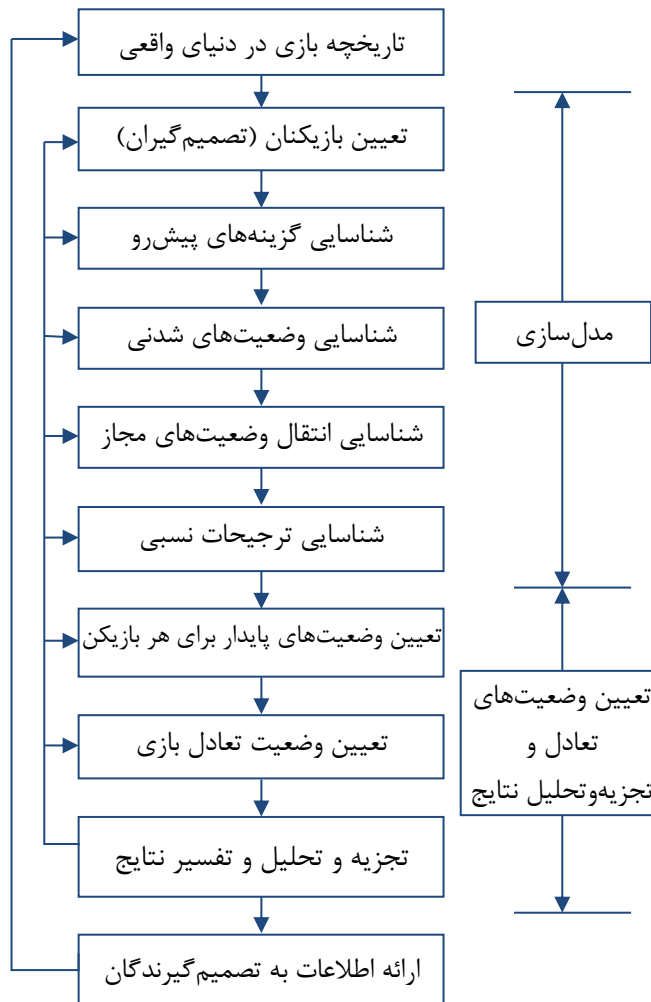 تاریخچه بازی در دنیای واقعی
تعیین بازیکنان (تصمیم‌گیران)
شناسایی گزینه‌های پیش‌رو
شناسایی وضعیت‌های شدنی
شناسایی انتقال وضعیت‌های مجاز
شناسایی ترجیحات نسبی
تعیین وضعیت‌های پایدار برای هر بازیکن
تعیین وضعیت تعادل بازی
تجزیه و تحلیل و تفسیر نتایج
ارائه اطلاعات به تصمیم‌گیرندگان
مدل‌سازی
تعیین وضعیت‌های
تعادل و
تجزیه‌وتحلیل نتایج